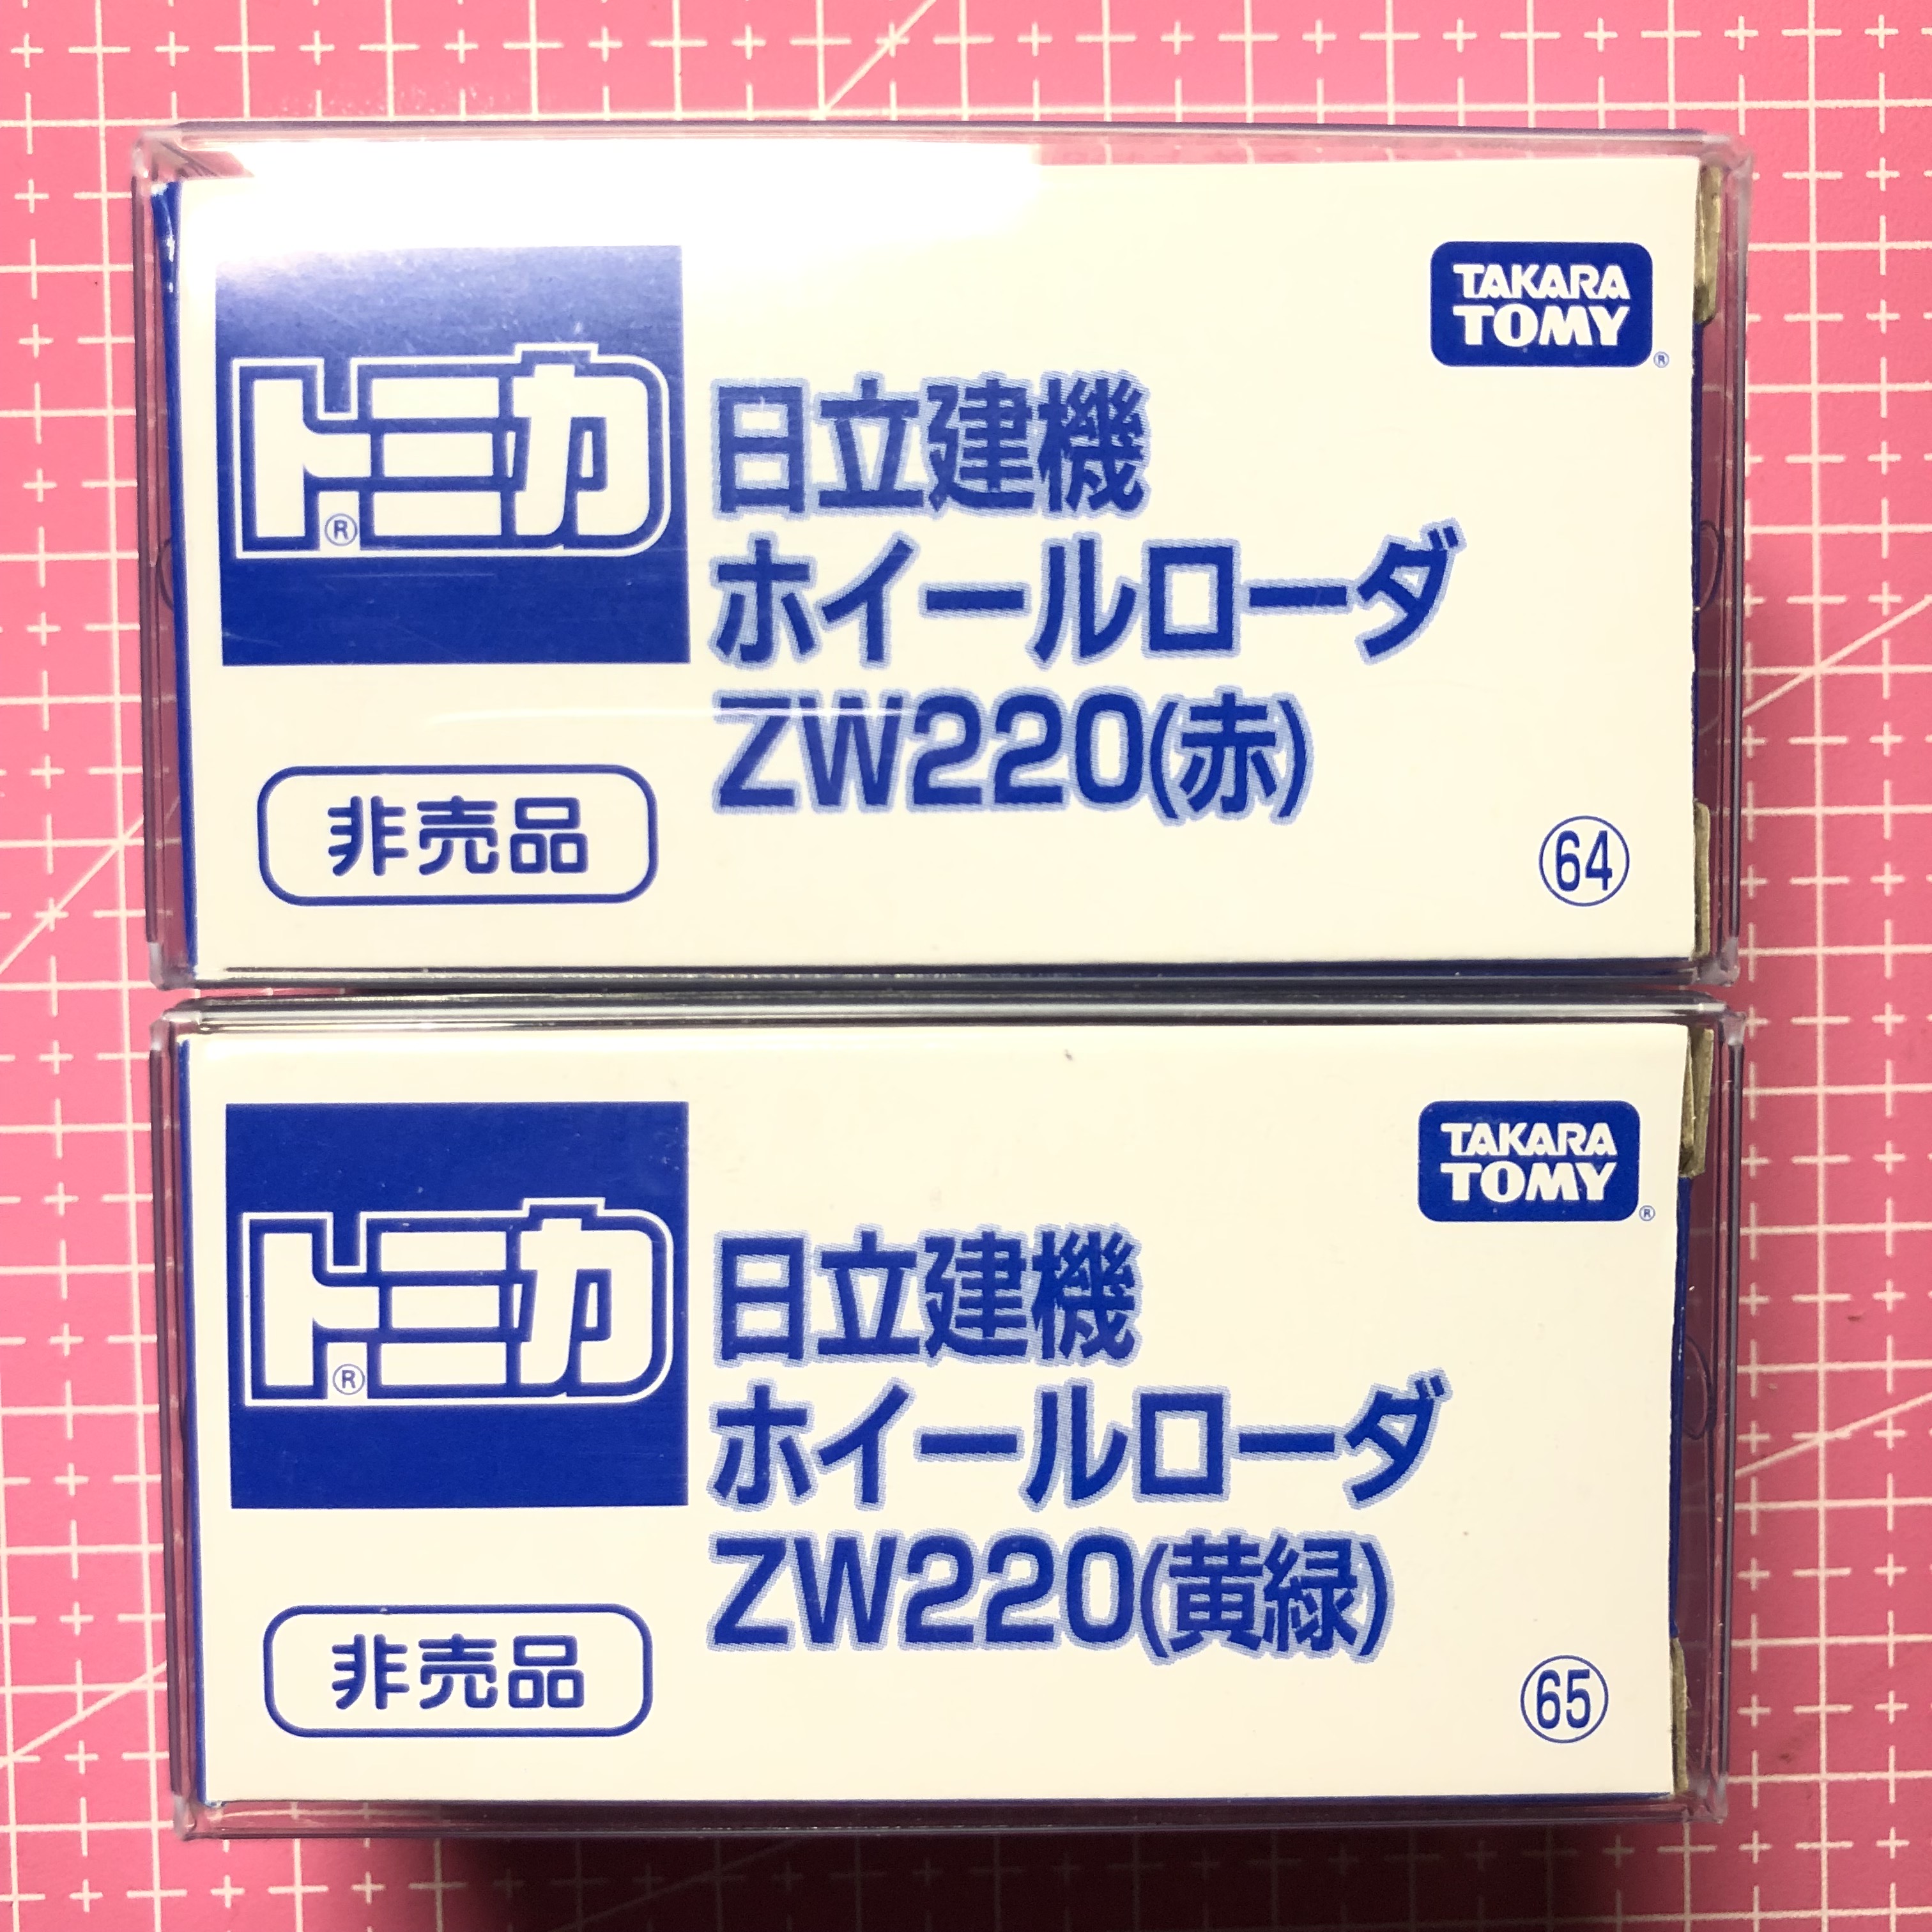 TAKARA
TOMY
®
トミカ
®
日立建機
ホイールローダ
ZW220(赤)
非売品
64
TAKARA
TOMY
®
トミカ
®
日立建機
ホイールローダ
ZW220(黄緑)
非売品
65